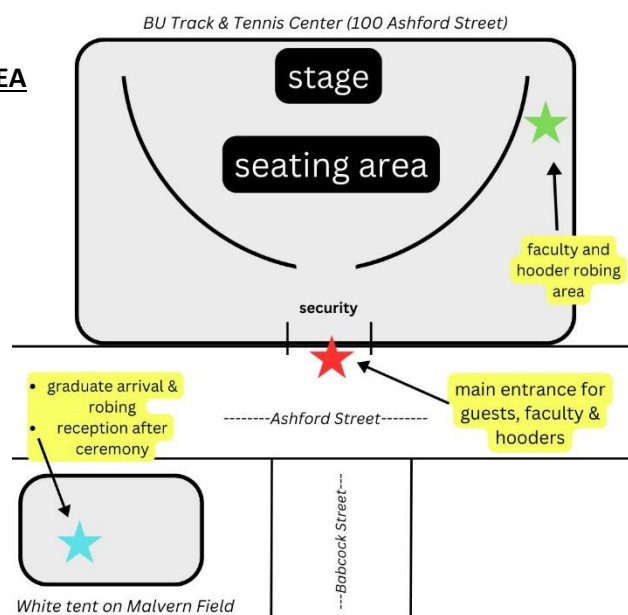 BU Track & Tennis Center (100 Ashford Street)
EA
stage
seating area
faculty and
hooder robing
area
security
• graduate arrival &
robing
• reception after
ceremony
main entrance for
guests, faculty &
hooders
--------Ashford Street--------
---Babcock Street---
White tent on Malvern Field